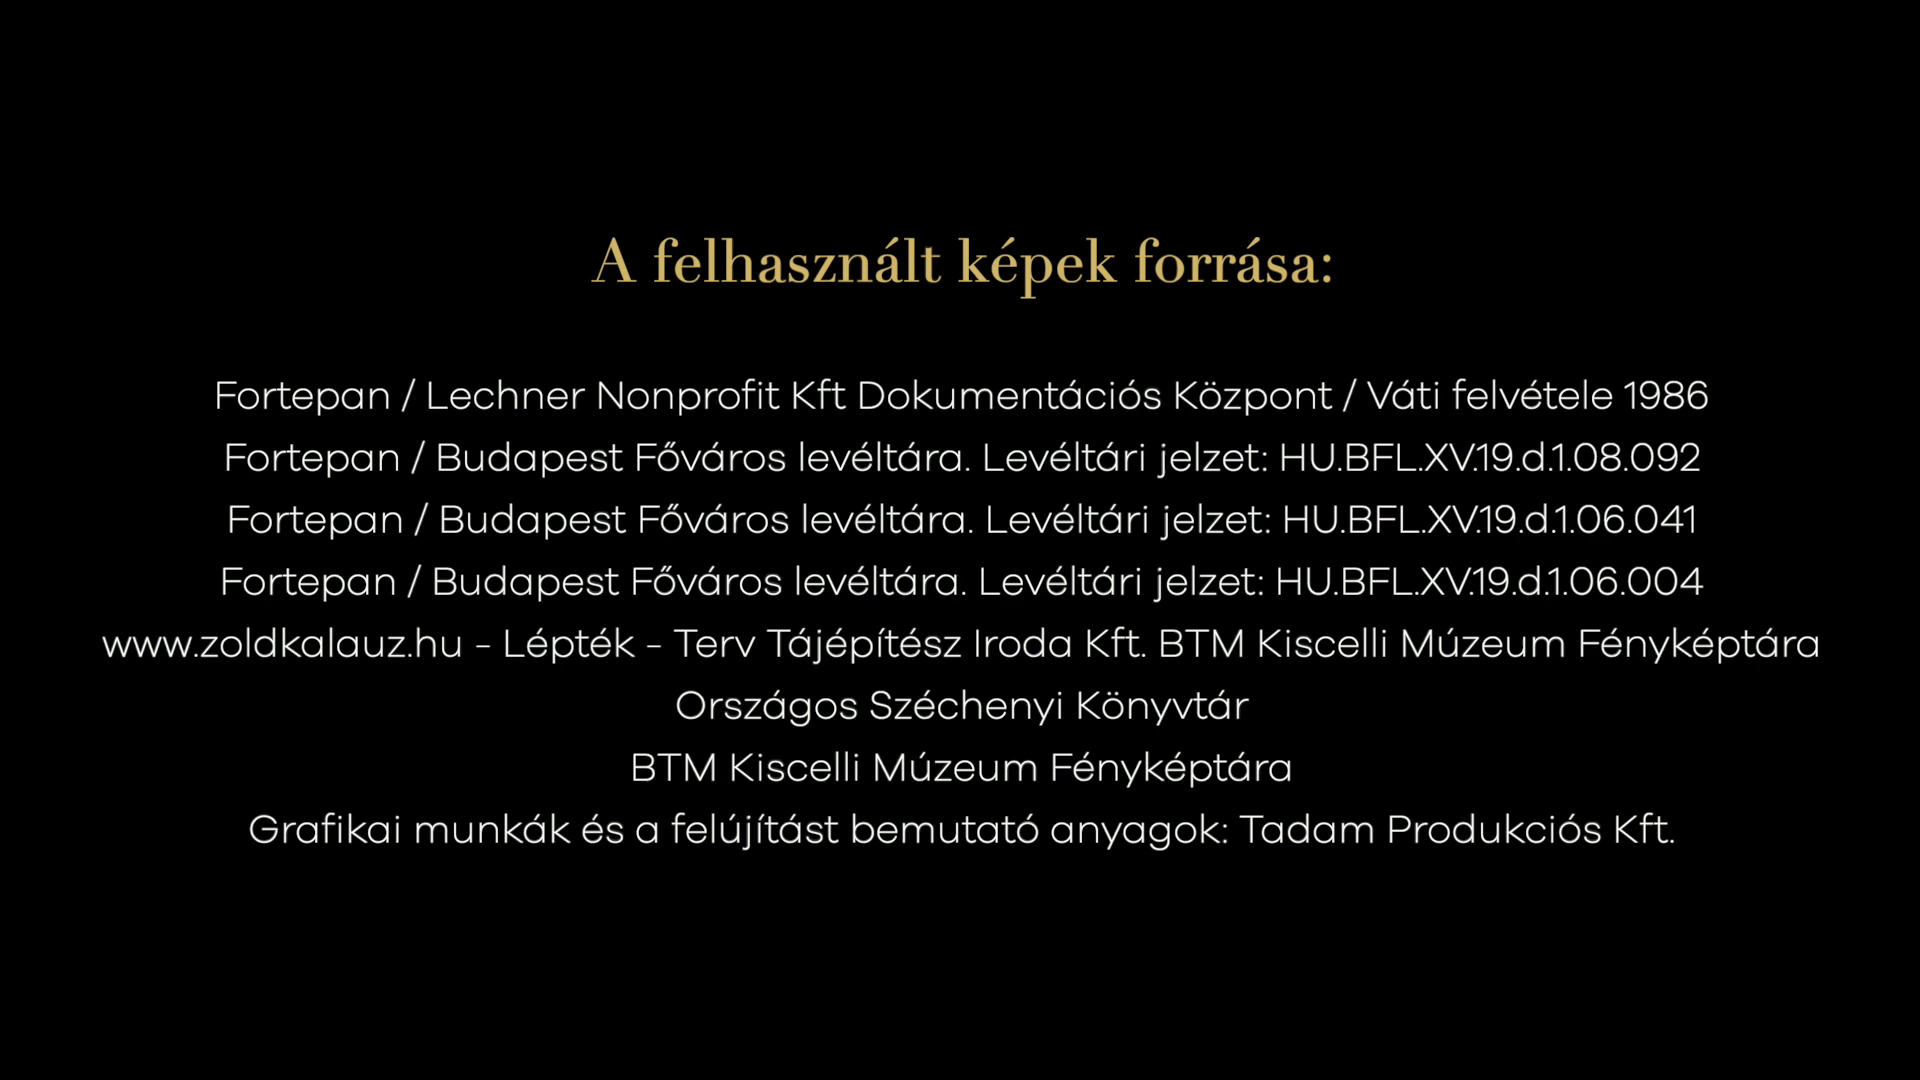 A felhasznált képek forrása:
Fortepan / Lechner Nonprofit Kft Dokumentációs Központ / Váti felvétele 1986
Fortepan / Budapest Főváros levéltára. Levéltári jelzet: HU.BFL.XV.19.d.1.08.092
Fortepan / Budapest Főváros levéltára. Levéltári jelzet: HU.BFL.XV.19.d.1.06.041
Fortepan / Budapest Főváros levéltára. Levéltári jelzet: HU.BFL.XV.19.d.1.06.004
www.zoldkalauz.hu - Lépték - Terv Tájépítész Iroda Kft. BTM Kiscelli Múzeum Fényképtára
Országos Széchenyi Könyvtár
BTM Kiscelli Múzeum Fényképtára
Grafikai munkák és a felújítást bemutató anyagok: Tadam Produkciós Kft.